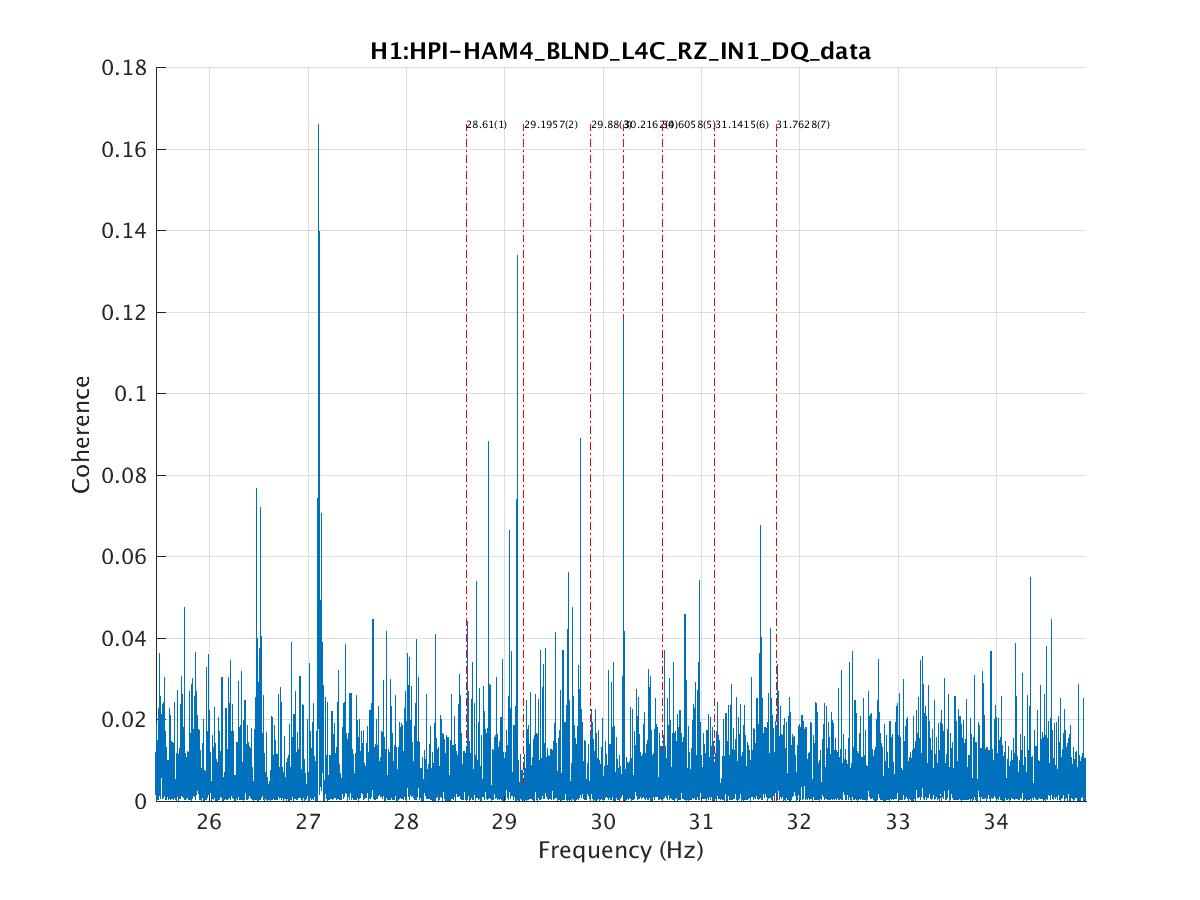 H1:HPI-HAM4_BLND_L4C_RZ_IN1_DQ_data
0.18
0.16
0.14
0.12
0.1
0.08
0.06
0.04
0.02
0
Coherence
28.61(1) 29.1957(2) 31.1415(6) 31.7628(7)
26 27 28 29 30 31 32 33 34
Frequency (Hz)